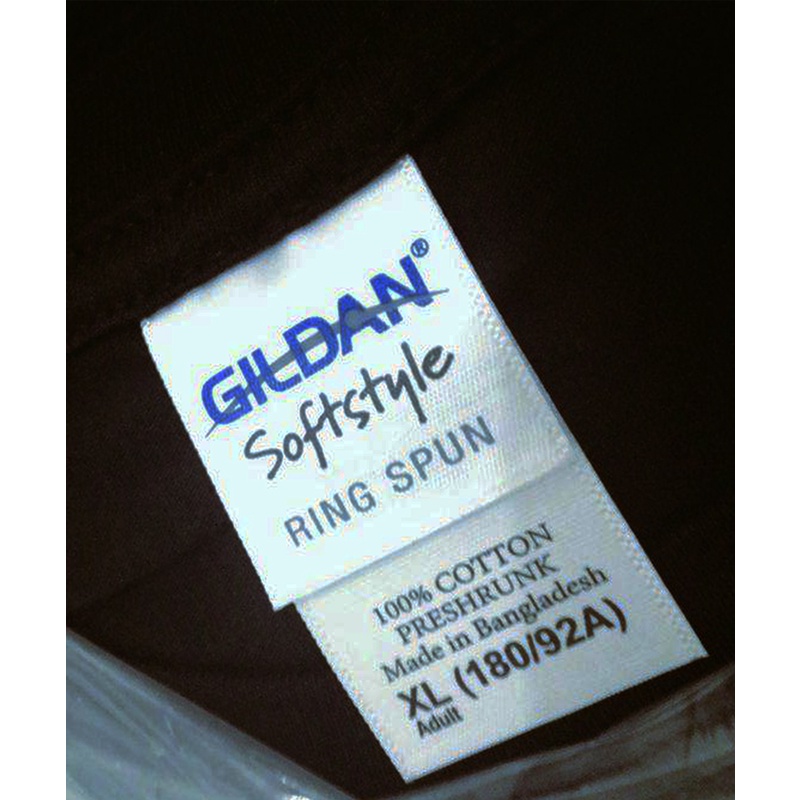 GILDAN®
Softstyle
RING SPUN
100% COTTON
PRESHRUNK
Made in Bangladesh
XL (180/92A)
Adult